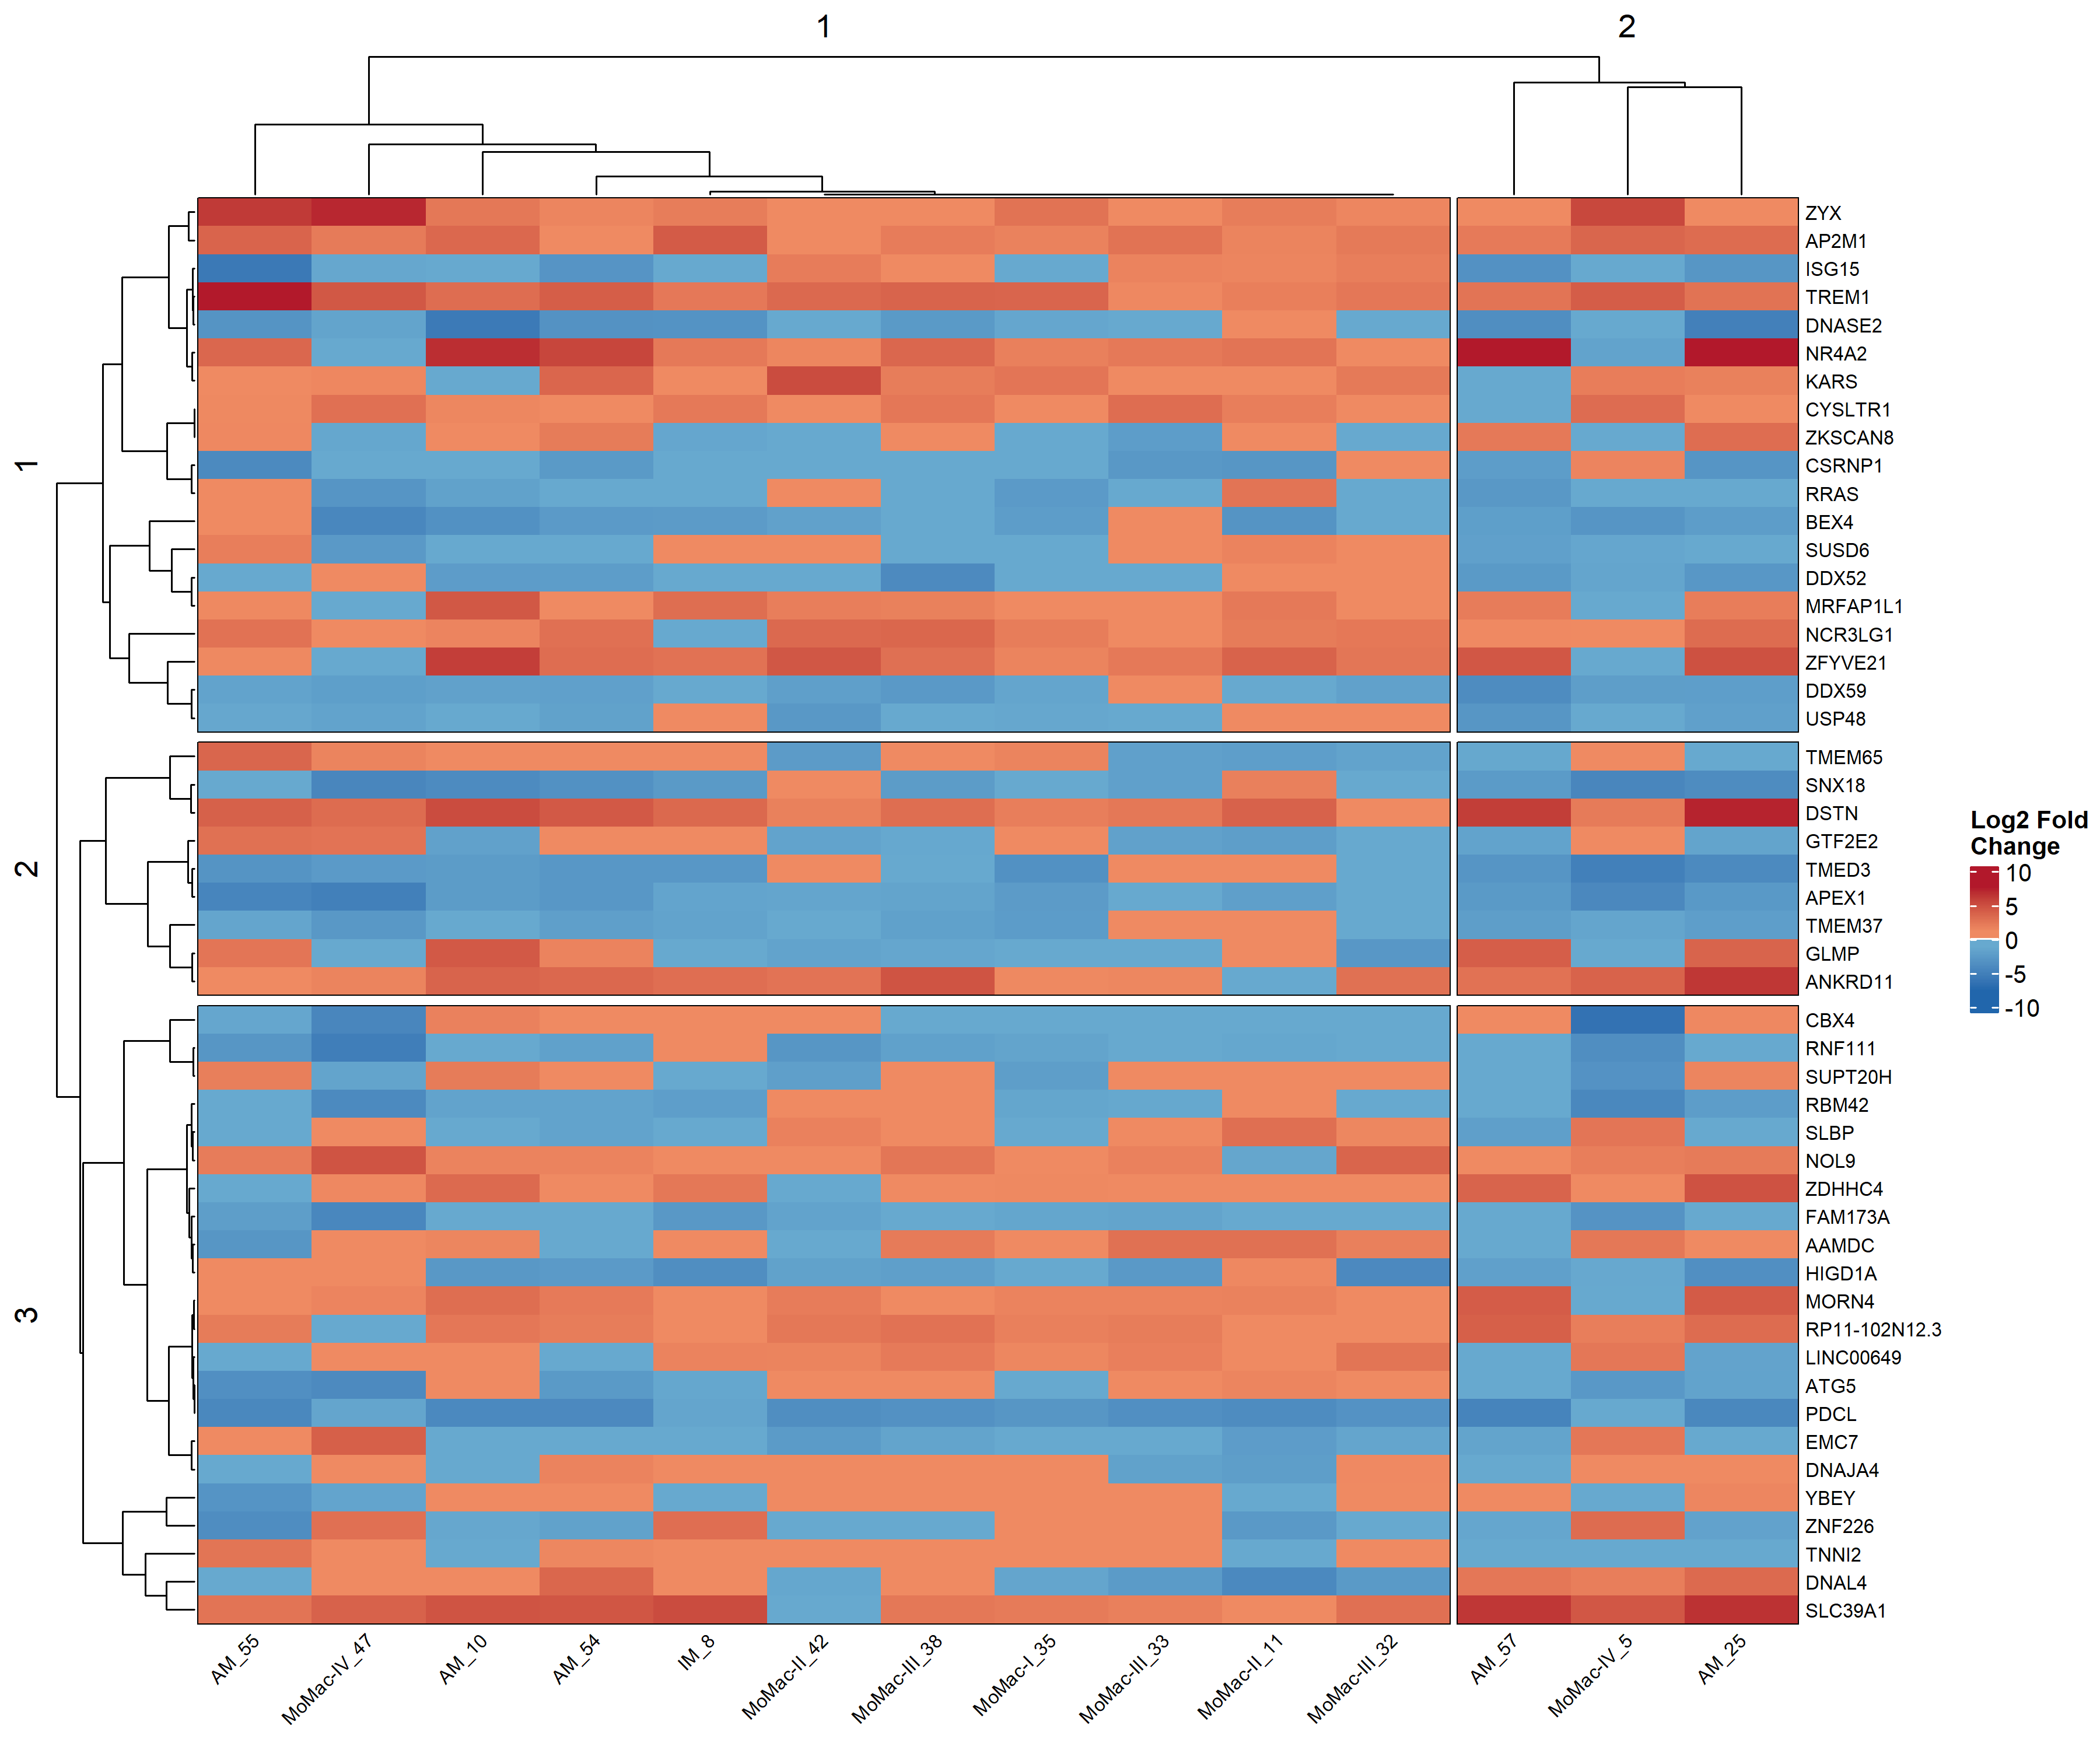 1
2
1
ZYX
AP2M1
ISG15
TREM1
DNASE2
NR4A2
KARS
CYSLTR1
ZKSCAN8
CSRNP1
RRAS
BEX4
SUSD6
DDX52
MRFAP1L1
NCR3LG1
ZFYVE21
DDX59
USP48
2
TMEM65
SNX18
DSTN
GTF2E2
TMED3
APEX1
TMEM37
GLMP
ANKRD11
3
CBX4
RNF111
SUPT20H
RBM42
SLBP
NOL9
ZDHHC4
FAM173A
AAMDC
HIGD1A
MORN4
RP11-102N12.3
LINC00649
ATG5
PDCL
EMC7
DNAJA4
YBEY
ZNF226
TNNI2
DNAL4
SLC39A1
AM_55
MoMac-IV_47
AM_10
AM_54
IM_8
MoMac-II_42
MoMac-III_38
MoMac-I_35
MoMac-III_33
MoMac-II_11
MoMac-III_32
AM_57
MoMac-IV_5
AM_25
Log2 Fold
Change
10
5
0
-5
-10